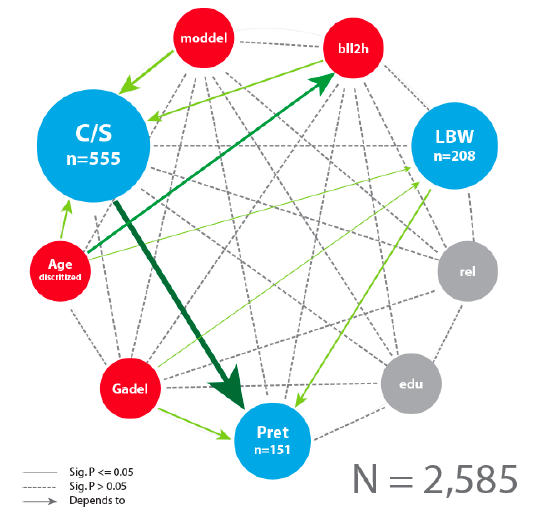 moddel
bll2h
C/S
n=555
LBW
n=208
Age
discritized
rel
Gadel
edu
Pret
n=151
Sig. P <= 0.05
Sig. P > 0.05
Depends to
N = 2,585